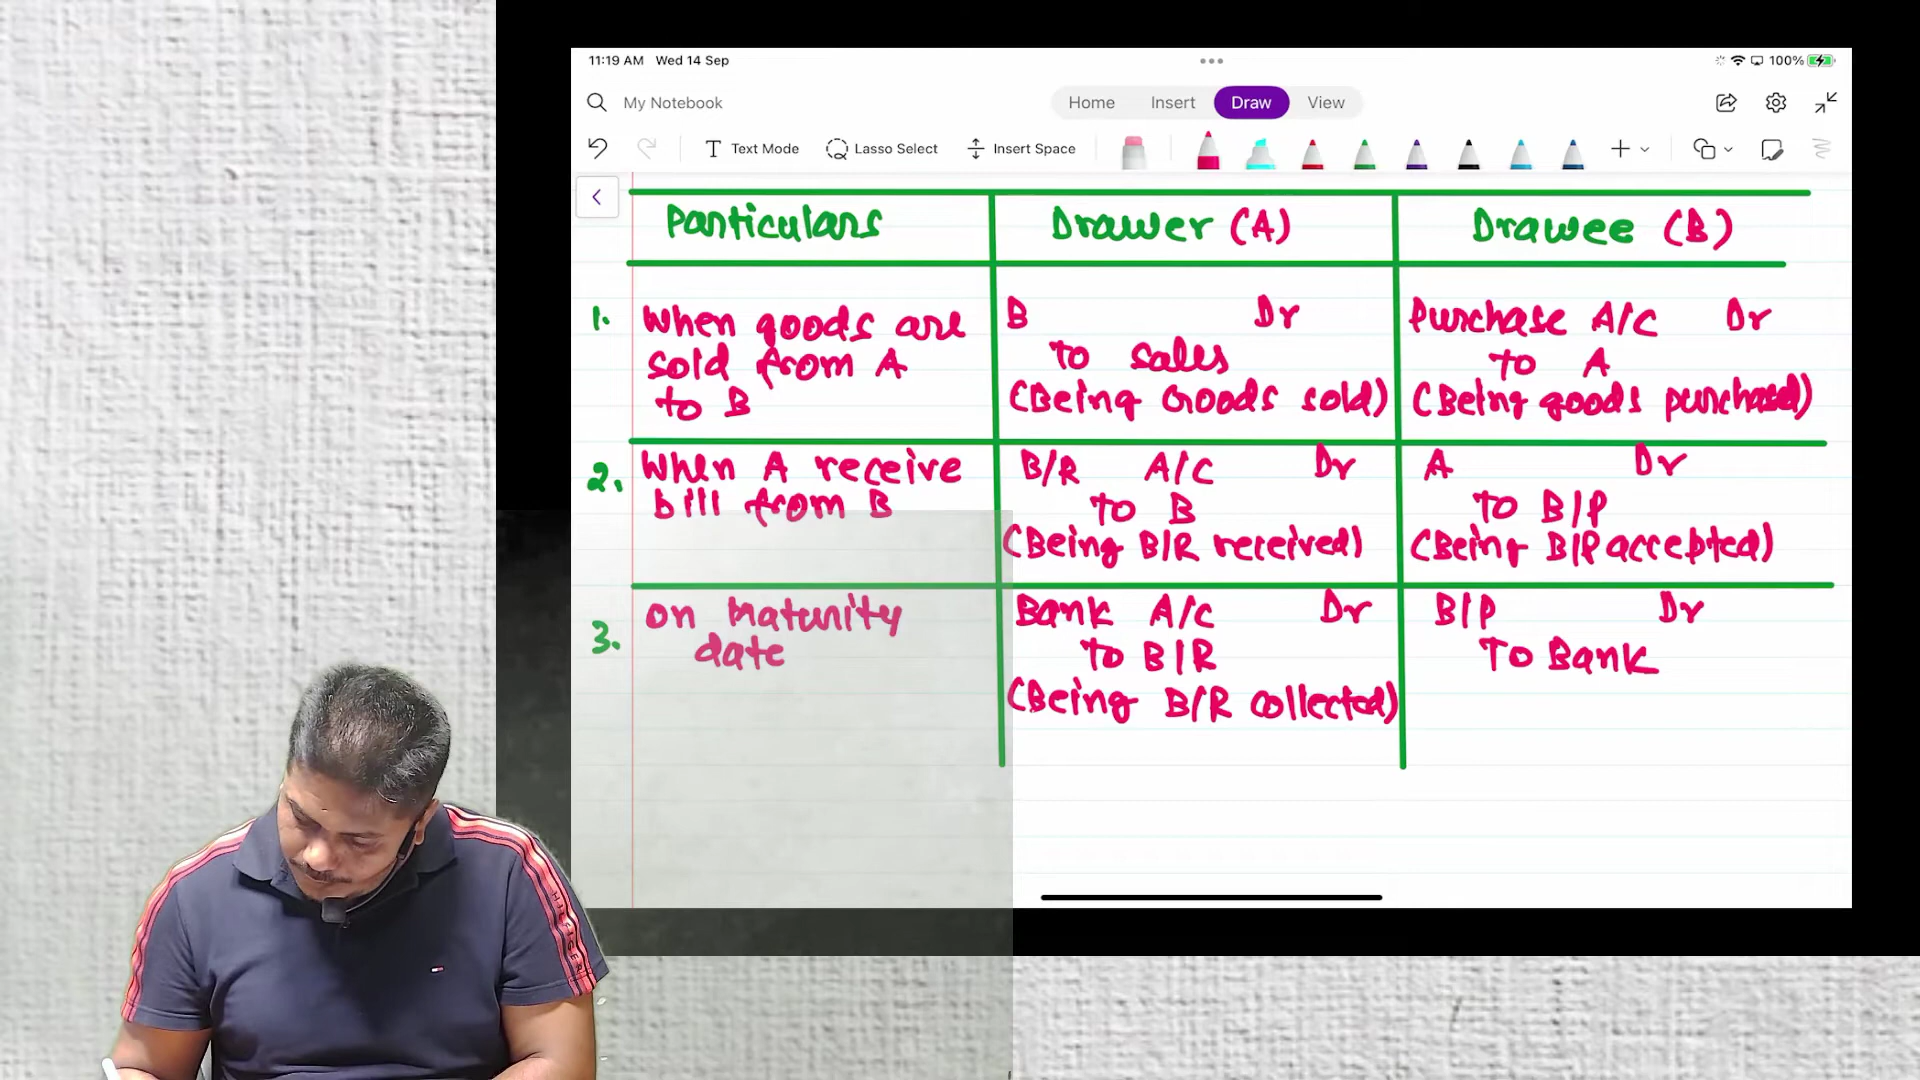 11:19 AM Wed 14 Sep
100%
My Notebook
Home Insert Draw View
Text Mode Lasso Select Insert Space
Particulars Drawer (A) Drawee (B)
1. When goods are
sold from A
to B
B Dr
To sales
(Being Goods sold)
Purchase A/C Dr
To A
(Being goods purchased)
2. When A receive
bill from B
B/R A/C Dr
To B
(Being B/R received)
A Dr
To B/P
(Being B/P accepted)
3. on Maturity
date
Bank A/C Dr
To B/R
(Being B/R collected)
B/P Dr
To Bank